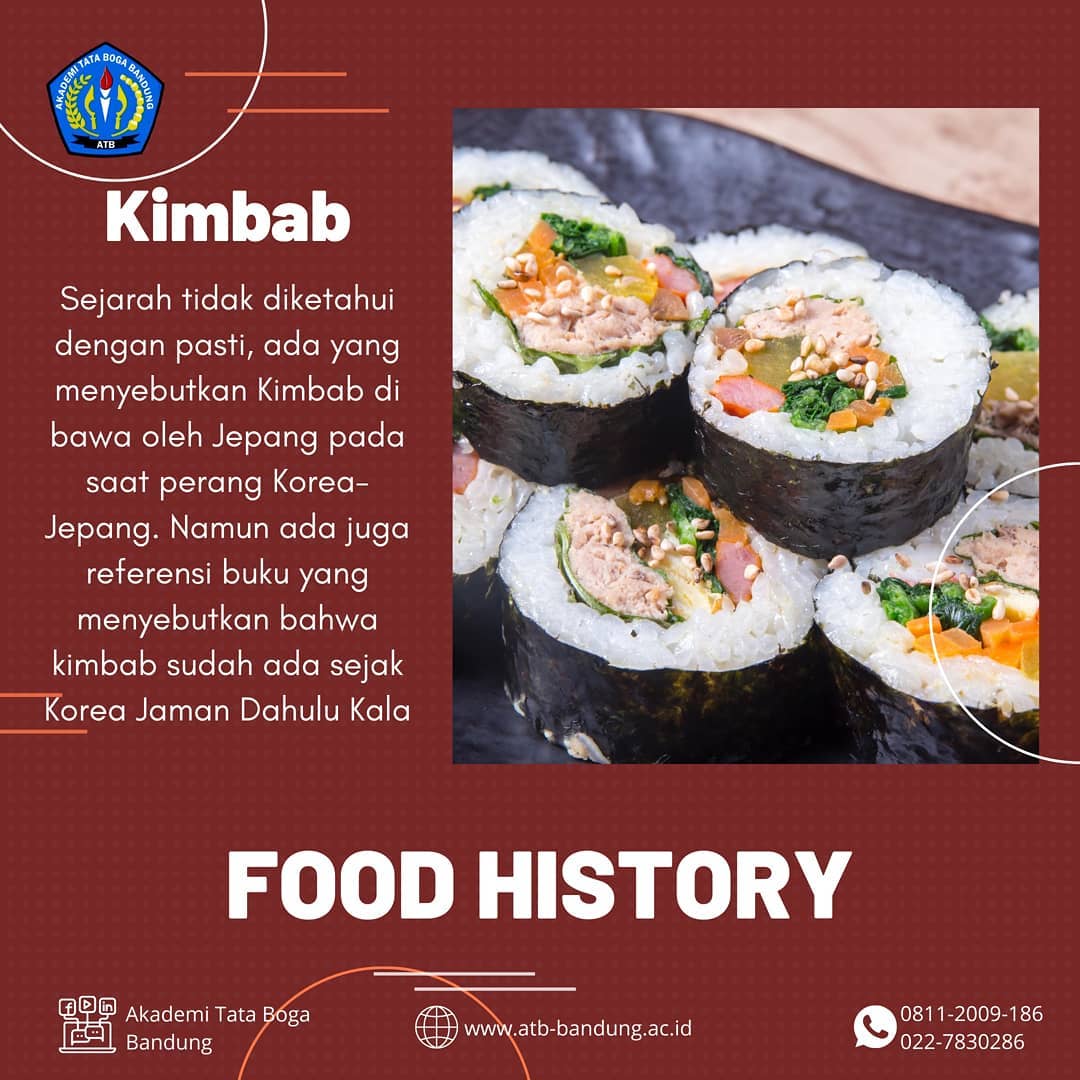 AKADEMI TATA BOGA BANDUNG
ATB
Kimbab
Sejarah tidak diketahui
dengan pasti, ada yang
menyebutkan Kimbab di
bawa oleh Jepang pada
saat perang Korea-
Jepang. Namun ada juga
referensi buku yang
menyebutkan bahwa
kimbab sudah ada sejak
Korea Jaman Dahulu Kala
FOOD HISTORY
Akademi Tata Boga
Bandung
www.atb-bandung.ac.id
0811-2009-186
022-7830286